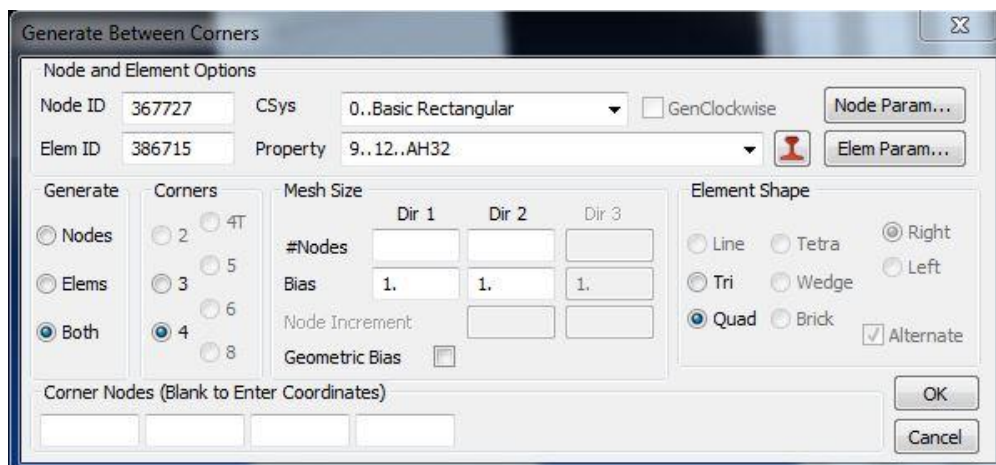 Generate Between Corners
Node and Element Options
Node ID 367727 CSys 0..Basic Rectangular GenClockwise Node Param...
Elem ID 386715 Property 9..12..AH32 Elem Param...
Generate Corners Mesh Size Element Shape
Dir 1 Dir 2 Dir 3
Nodes 2 4T #Nodes Line Tetra Right
5 Left
Elems 3 Bias 1. 1. 1. Tri Wedge
6 Node Increment
Both 4 Quad Brick Alternate
8 Geometric Bias
Corner Nodes (Blank to Enter Coordinates) OK
Cancel